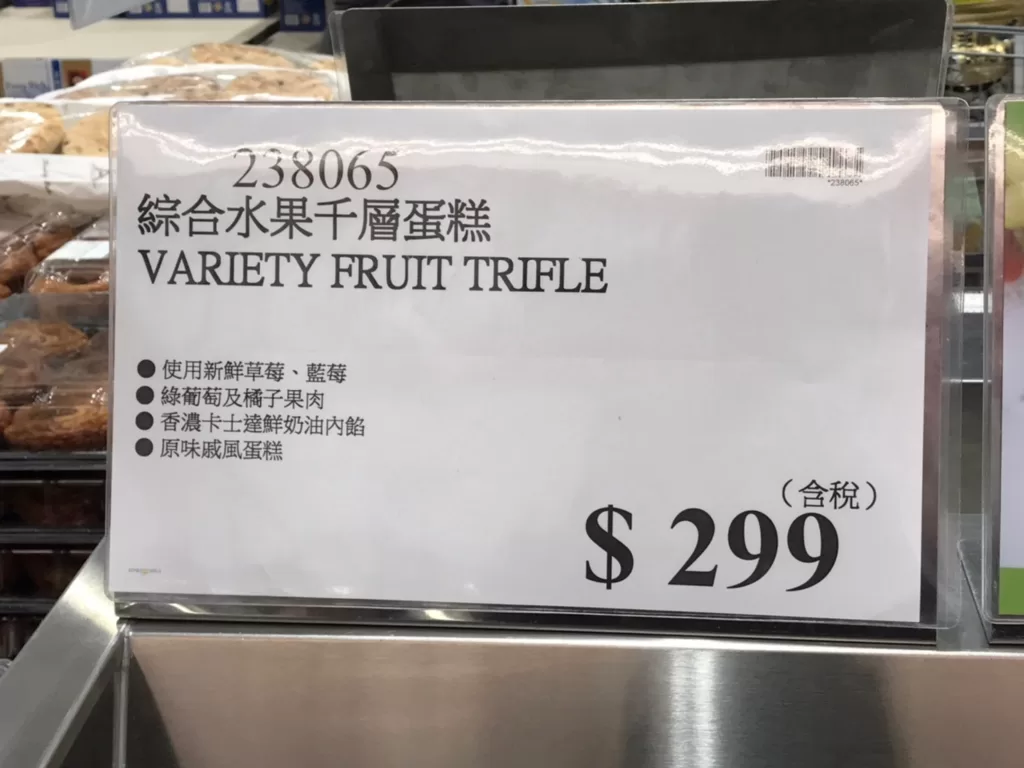 238065
*238065*
綜合水果千層蛋糕
VARIETY FRUIT TRIFLE
● 使用新鮮草莓、藍莓
● 綠葡萄及橘子果肉
● 香濃卡士達鮮奶油內餡
● 原味戚風蛋糕
（含稅）
$ 299